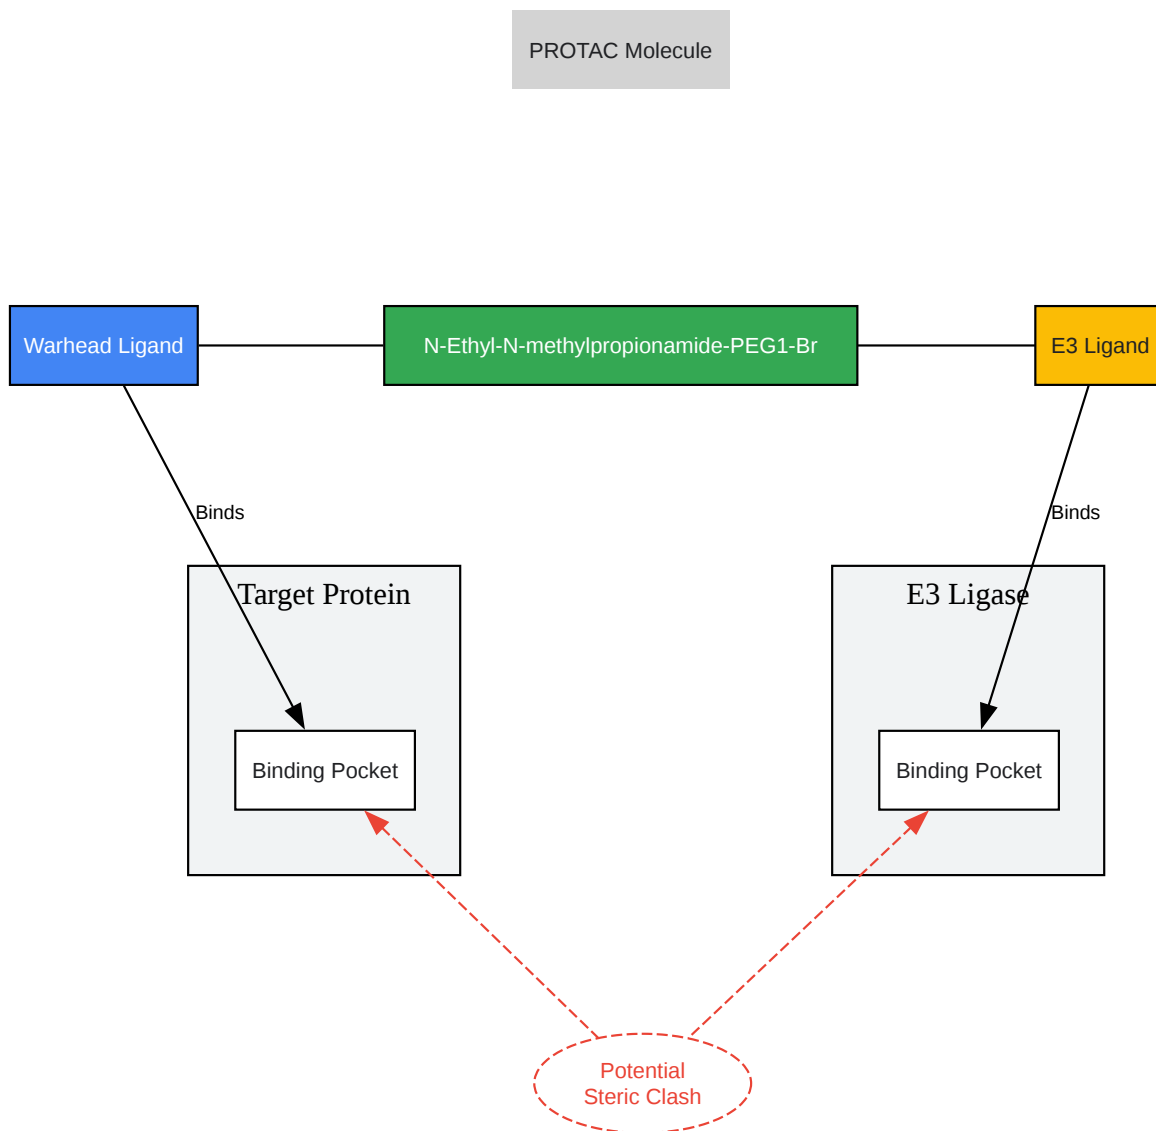 PROTAC Molecule
Warhead Ligand
N-Ethyl-N-methylpropionamide-PEG1-Br
E3 Ligand
Binds
Binds
Target Protein
E3 Ligase
Binding Pocket
Binding Pocket
Potential
Steric Clash